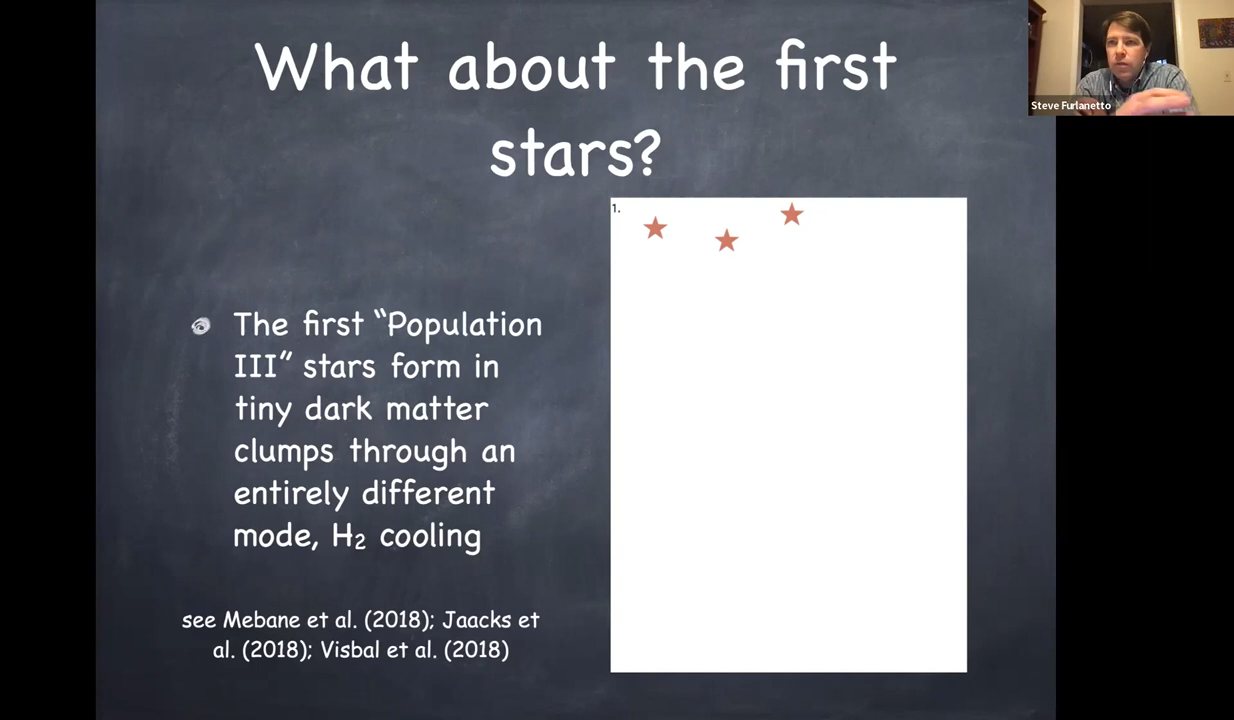 What about the first
stars?
Steve Furlanetto
1.
The first “Population
III” stars form in
tiny dark matter
clumps through an
entirely different
mode, H₂ cooling
see Mebane et al. (2018); Jaacks et
al. (2018); Visbal et al. (2018)